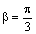 β = π/3